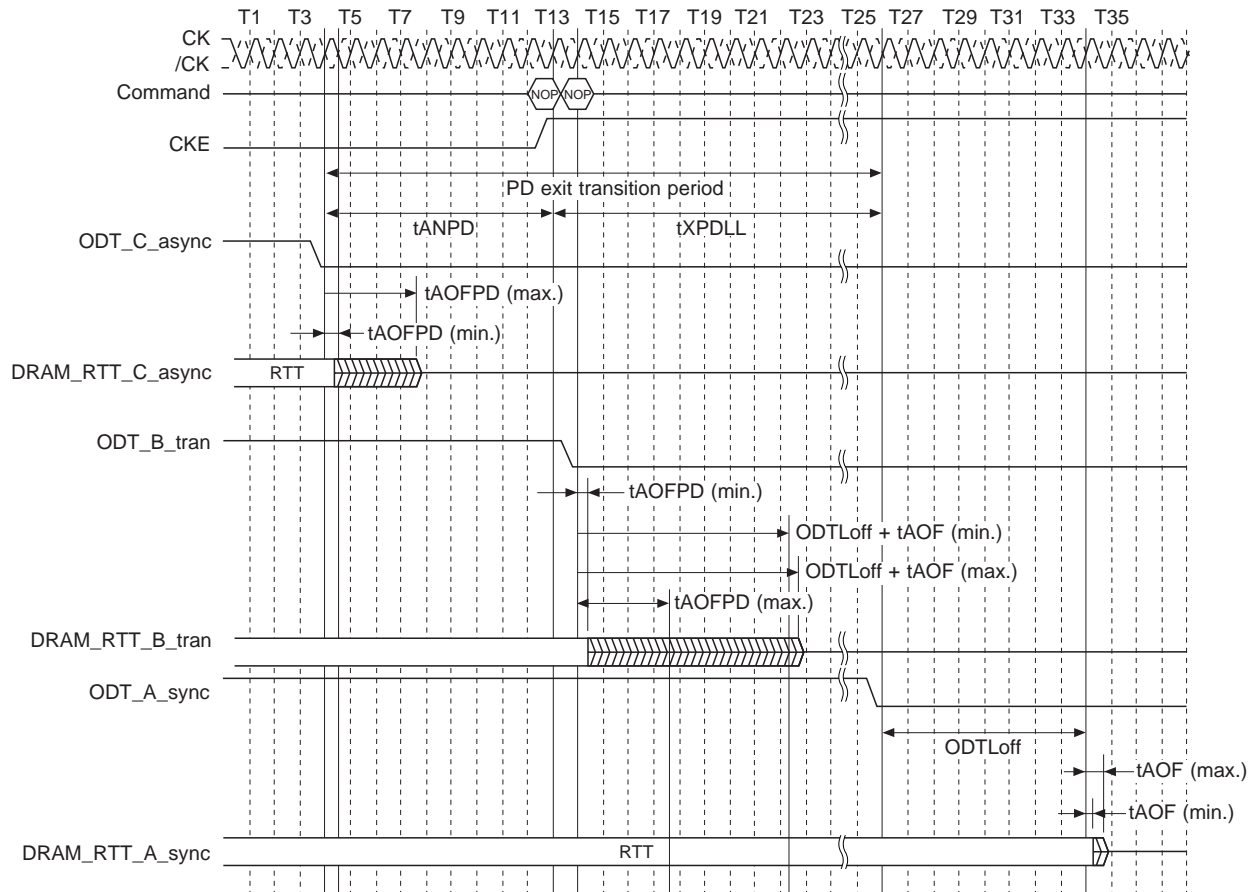 T1 T3 T5 T7 T9 T11 T13 T15 T17 T19 T21 T23 T25 T27 T29 T31 T33 T35
CK
/CK
Command NOP NOP
CKE
PD exit transition period
tANPD tXPDLL
ODT_C_async
tAOFPD (max.)
tAOFPD (min.)
DRAM_RTT_C_async RTT
ODT_B_tran
tAOFPD (min.)
ODTLoff + tAOF (min.)
ODTLoff + tAOF (max.)
tAOFPD (max.)
DRAM_RTT_B_tran
ODT_A_sync
ODTLoff
tAOF (max.)
tAOF (min.)
DRAM_RTT_A_sync RTT